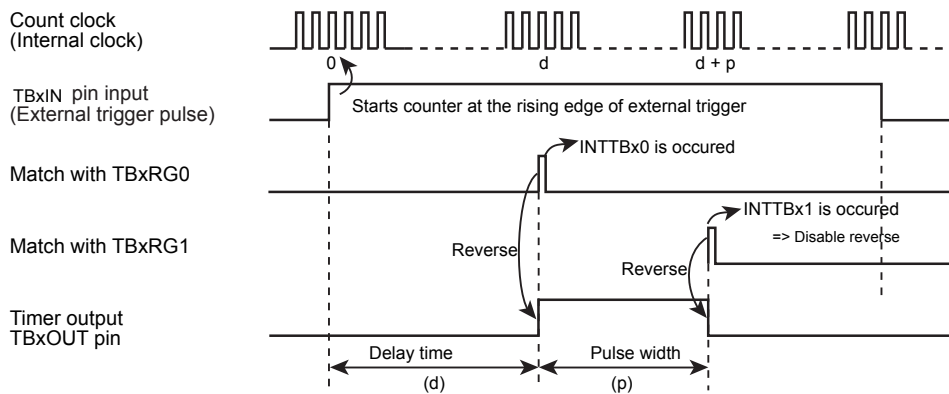 Count clock
(Internal clock)
0
d
d + p
TBxIN pin input
(External trigger pulse)
Starts counter at the rising edge of external trigger
INTTBx0 is occured
Match with TBxRG0
INTTBx1 is occured
=> Disable reverse
Match with TBxRG1
Reverse
Reverse
Timer output
TBxOUT pin
Delay time
Pulse width
(d)
(p)